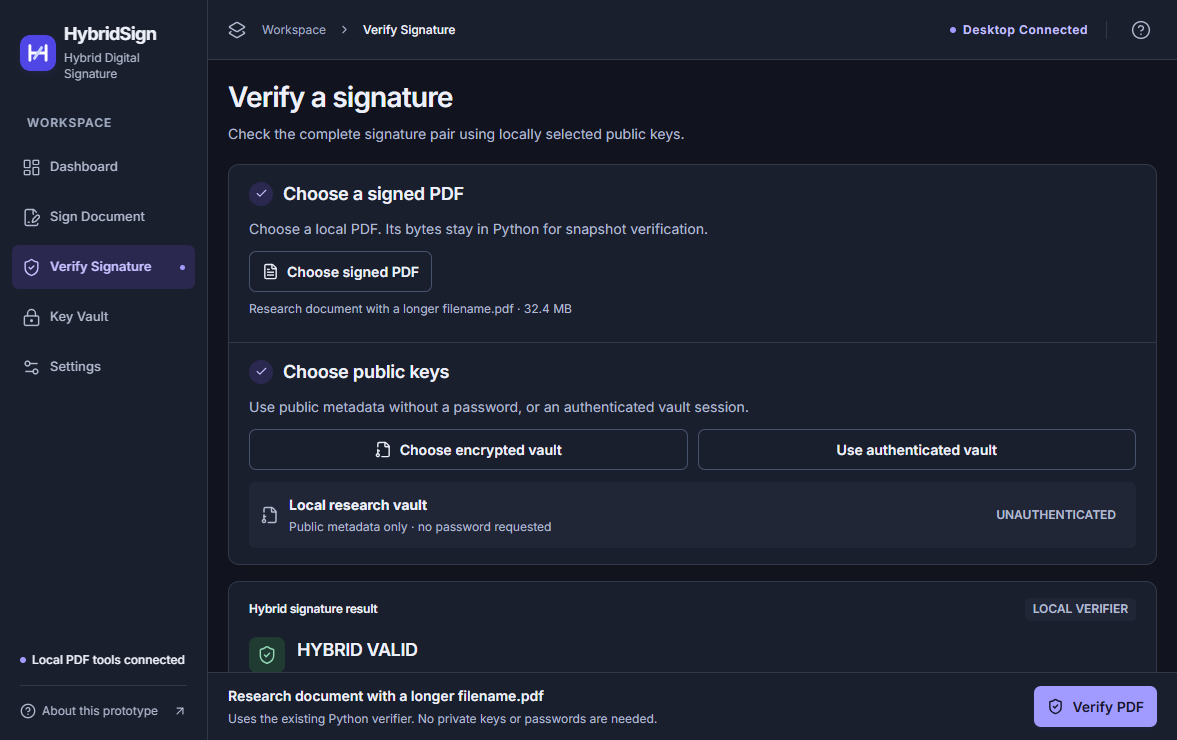 HybridSign
Hybrid Digital
Signature
WORKSPACE
Dashboard
Sign Document
Verify Signature
Key Vault
Settings
Local PDF tools connected
About this prototype
Workspace
Verify Signature
Desktop Connected
Verify a signature
Check the complete signature pair using locally selected public keys.
Choose a signed PDF
Choose a local PDF. Its bytes stay in Python for snapshot verification.
Choose signed PDF
Research document with a longer filename.pdf · 32.4 MB
Choose public keys
Use public metadata without a password, or an authenticated vault session.
Choose encrypted vault
Use authenticated vault
Local research vault
Public metadata only · no password requested
UNAUTHENTICATED
Hybrid signature result
LOCAL VERIFIER
HYBRID VALID
Research document with a longer filename.pdf
Uses the existing Python verifier. No private keys or passwords are needed.
Verify PDF